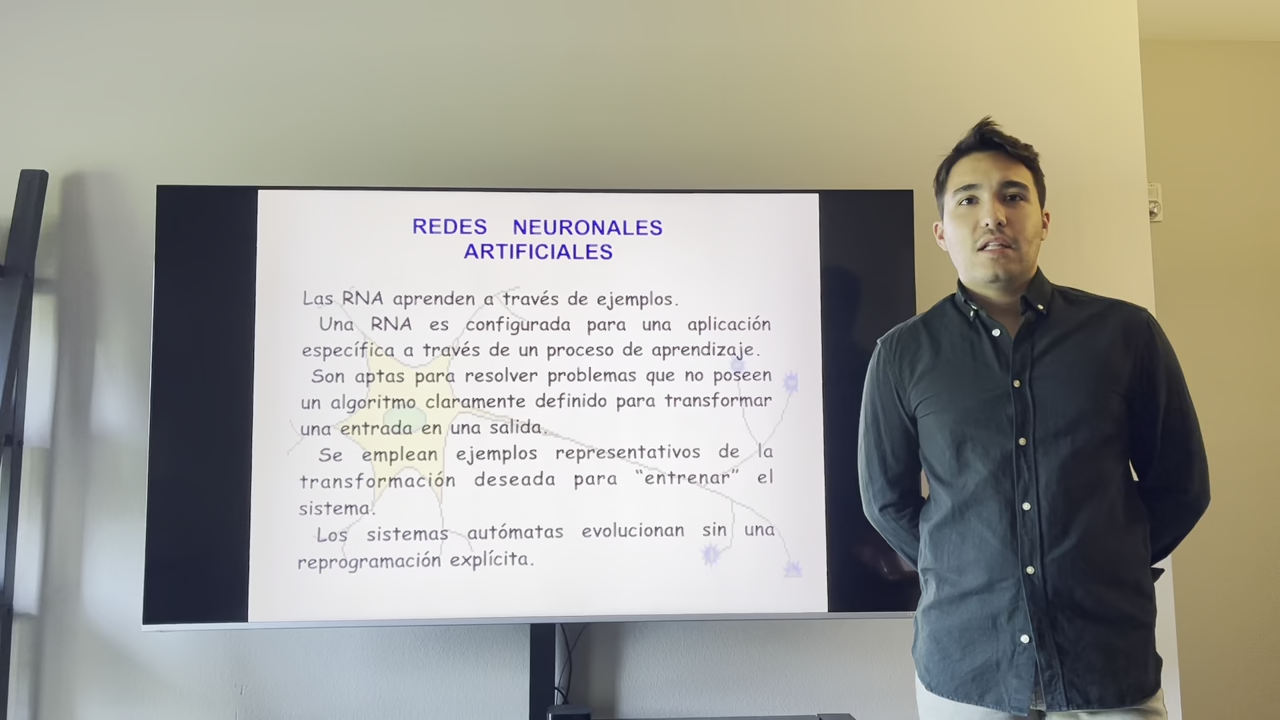 REDES NEURONALES
ARTIFICIALES
Las RNA aprenden a través de ejemplos.
Una RNA es configurada para una aplicación
específica a través de un proceso de aprendizaje.
Son aptas para resolver problemas que no poseen
un algoritmo claramente definido para transformar
una entrada en una salida.
Se emplean ejemplos representativos de la
transformación deseada para “entrenar” el
sistema.
Los sistemas autómatas evolucionan sin una
reprogramación explícita.